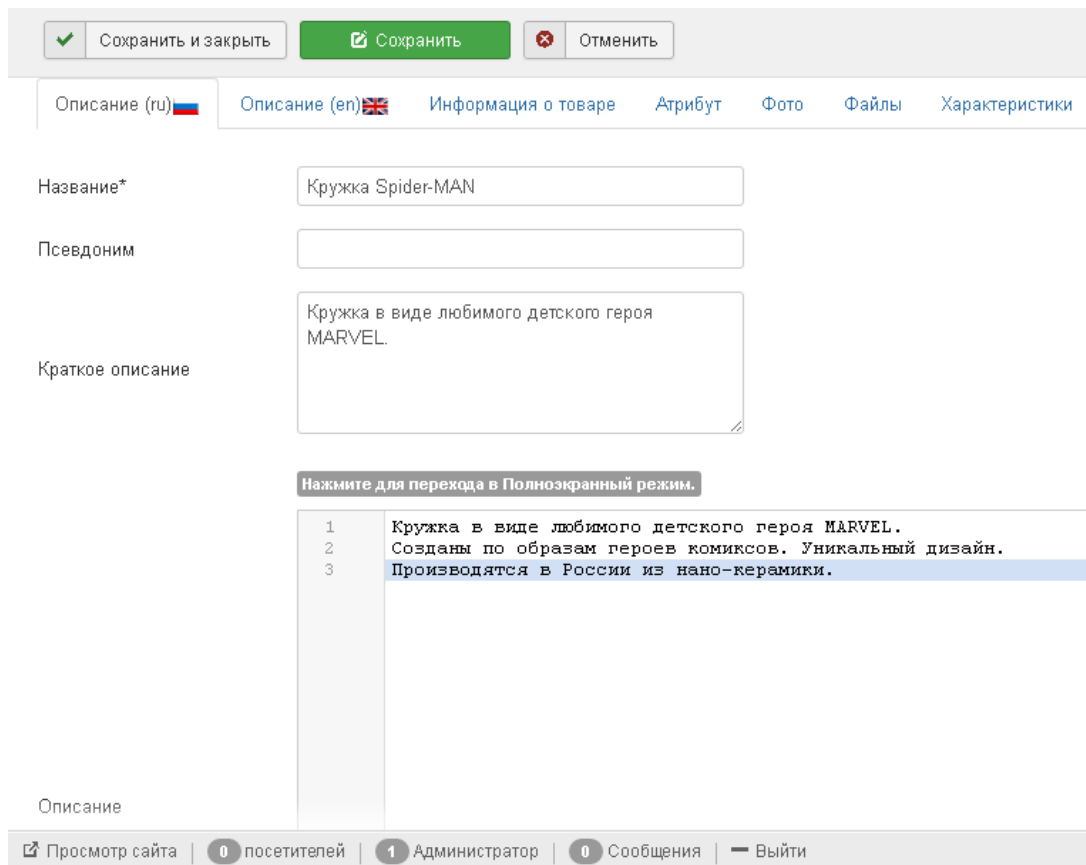 Сохранить и закрыть Сохранить Отменить
Описание (ru) Описание (en) Информация о товаре Атрибут Фото Файлы Характеристики
Название* Кружка Spider-MAN
Псевдоним
Кружка в виде любимого детского героя
MARVEL.
Краткое описание
Нажмите для перехода в Полноэкранный режим.
1 Кружка в виде любимого детского героя MARVEL.
2 Созданы по образам героев комиксов. Уникальный дизайн.
3 Производятся в России из нано-керамики.
Описание
Просмотр сайта | 0 посетителей | 1 Администратор | 0 Сообщения | Выйти